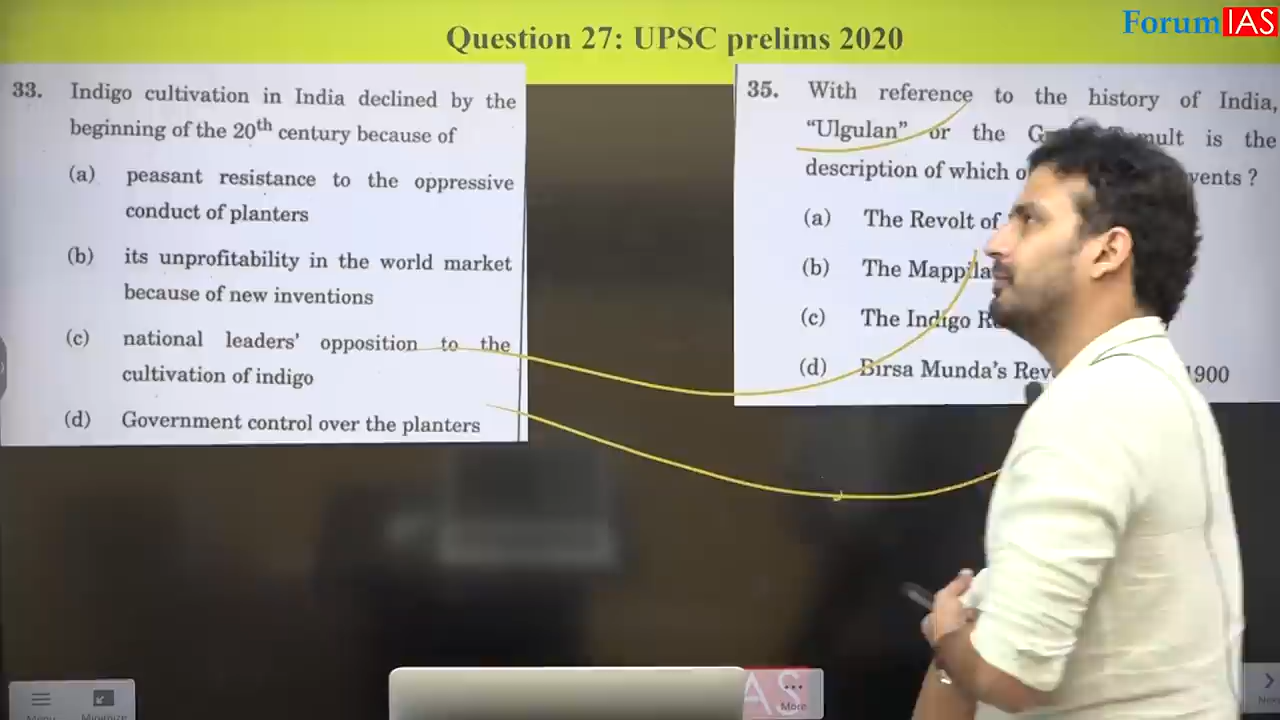 Question 27: UPSC prelims 2020
ForumIAS
33. Indigo cultivation in India declined by the
beginning of the 20th century because of
(a) peasant resistance to the oppressive
conduct of planters
(b) its unprofitability in the world market
because of new inventions
(c) national leaders' opposition to the
cultivation of indigo
(d) Government control over the planters
35. With reference to the history of India,
"Ulgulan" or the is the
description of which
(a) The Revolt of
(b) The Mappila
(c) The Indigo
(d) Birsa Munda's 1900
Menu
Minimize
AS
More